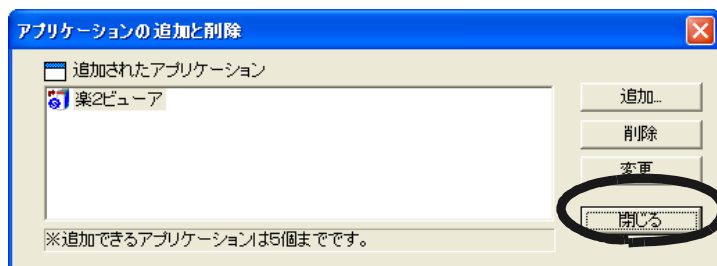 アプリケーションの追加と削除
追加されたアプリケーション
楽2ビューア
追加...
削除
変更...
閉じる
※追加できるアプリケーションは5個までです。